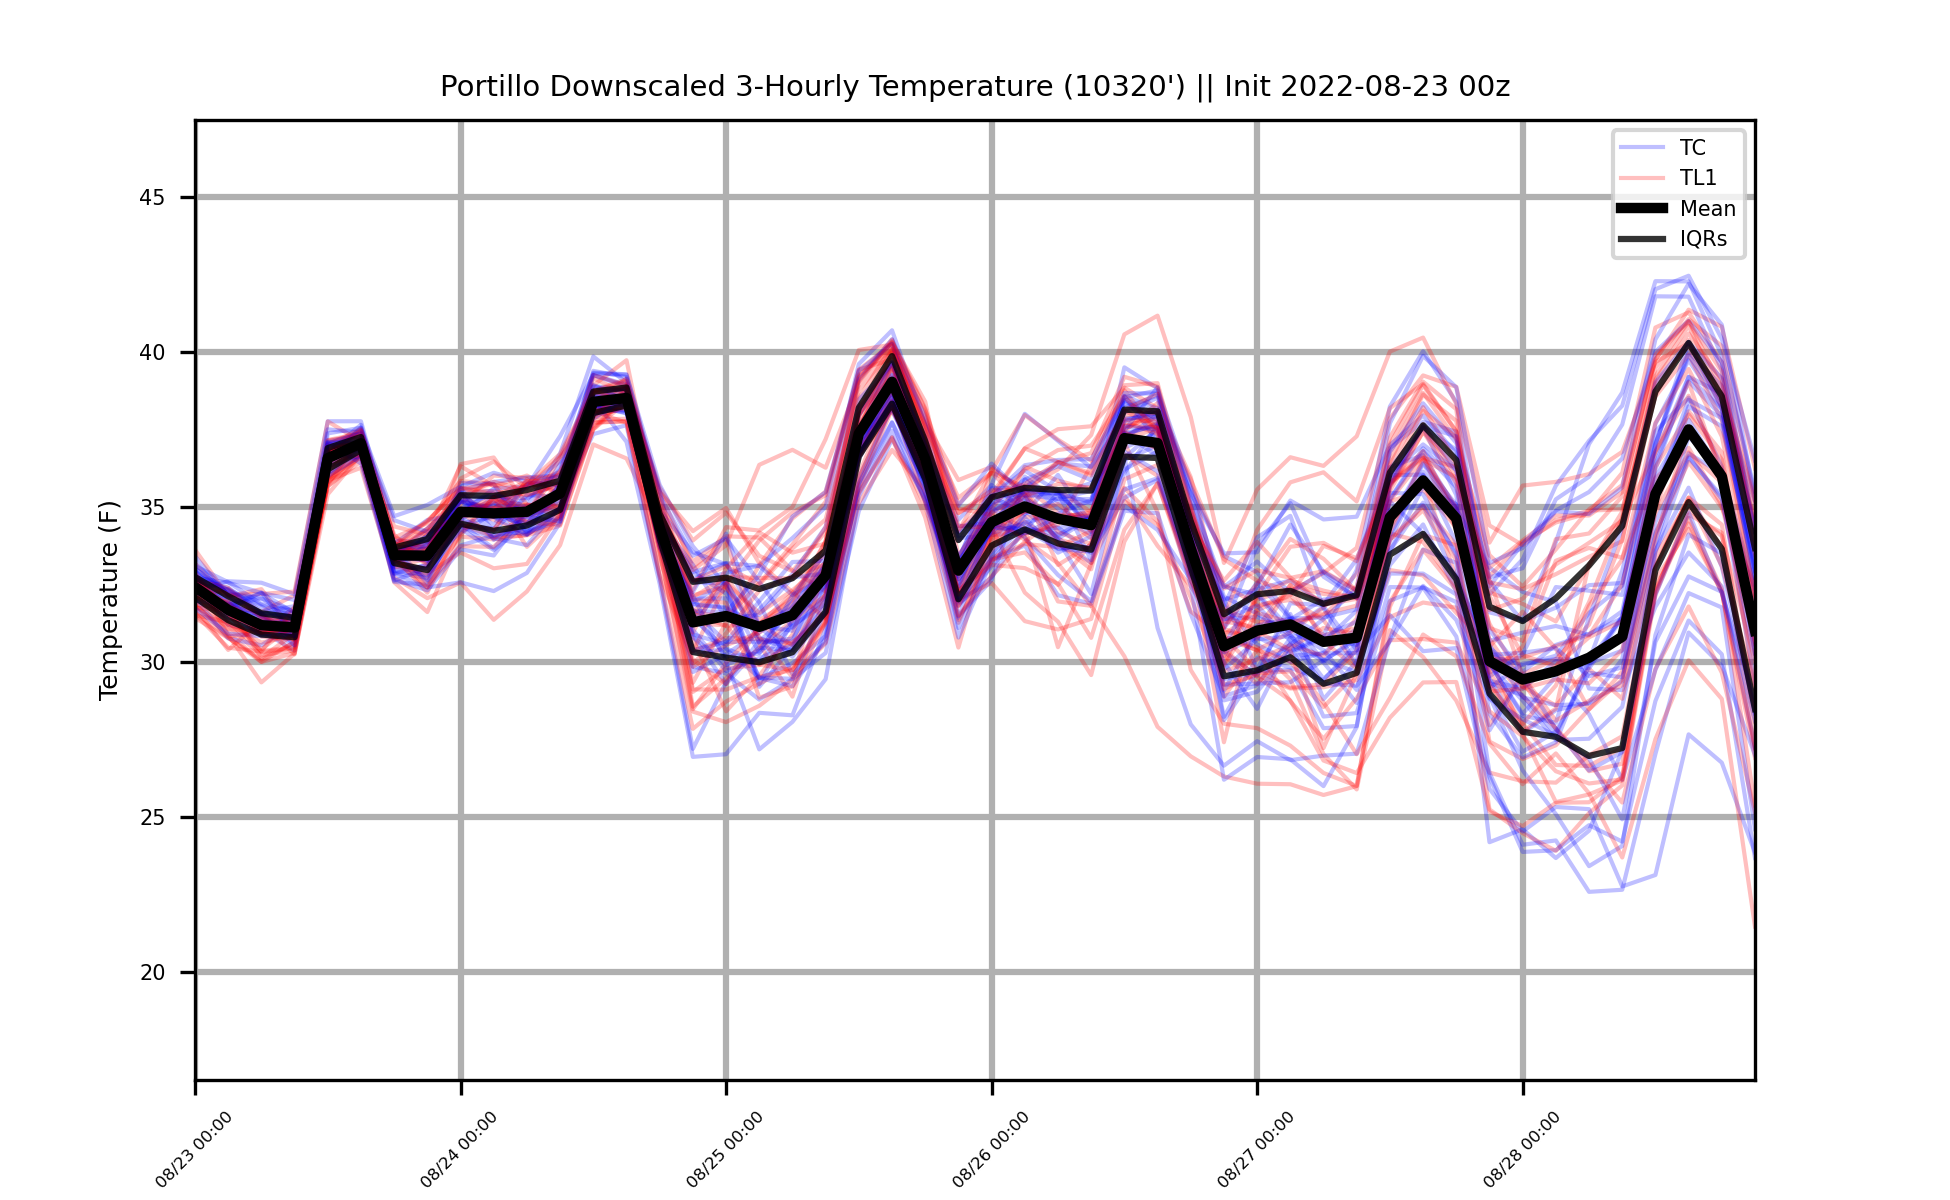 Portillo Downscaled 3-Hourly Temperature (10320') || Init 2022-08-23 00z
TC
TL1
Mean
IQRs
Temperature (F)
45
40
35
30
25
20
08/23 00:00
08/24 00:00
08/25 00:00
08/26 00:00
08/27 00:00
08/28 00:00